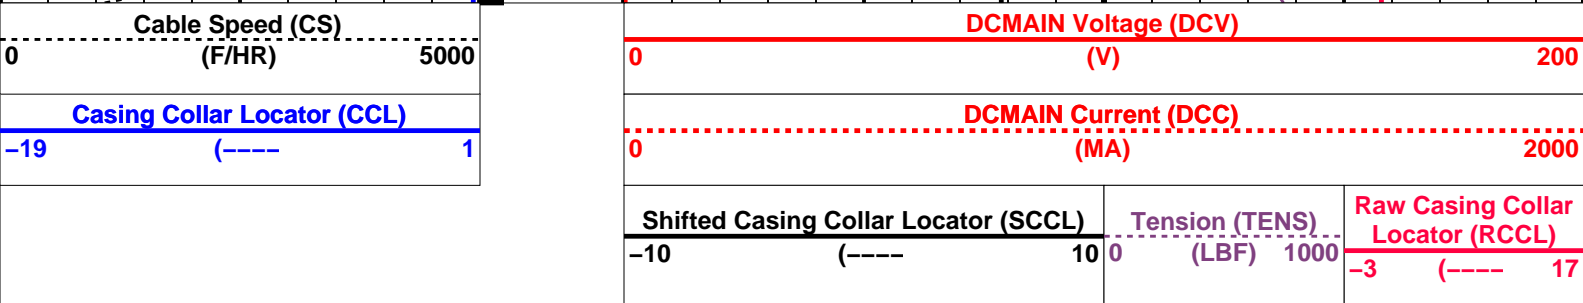 Cable Speed (CS)
0 (F/HR) 5000
Casing Collar Locator (CCL)
−19 (−−−− 1
DCMAIN Voltage (DCV)
0 (V) 200
DCMAIN Current (DCC)
0 (MA) 2000
Shifted Casing Collar Locator (SCCL)
−10 (−−−− 10
Tension (TENS)
0 (LBF) 1000
Raw Casing Collar
Locator (RCCL)
−3 (−−−− 17